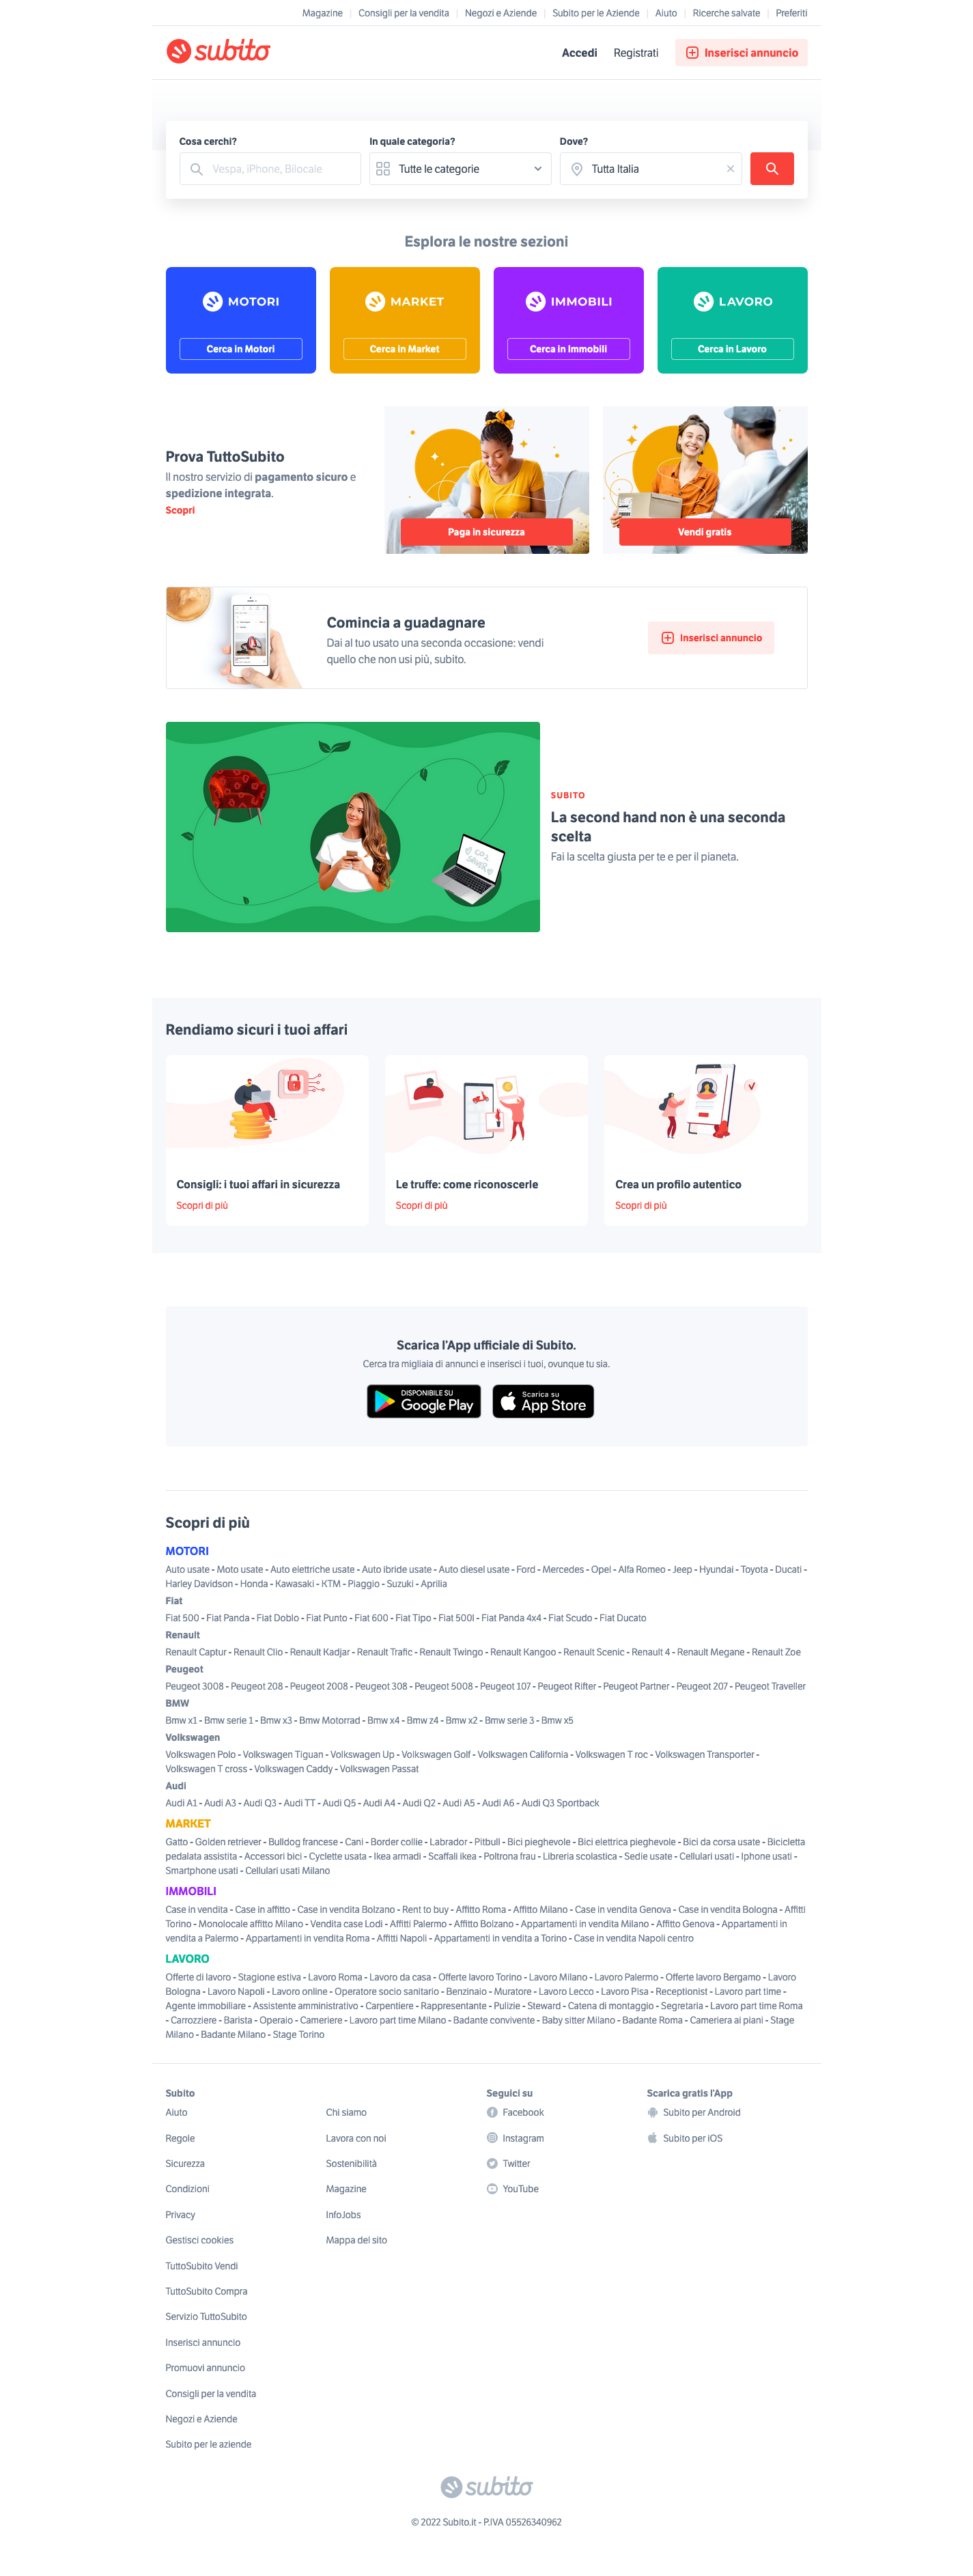 Magazine | Consigli per la vendita | Negozi e Aziende | Subito per le Aziende | Aiuto | Ricerche salvate | Preferiti
subito
Accedi Registrati Inserisci annuncio
Cosa cerchi? In quale categoria? Dove?
Vespa, iPhone, Bilocale Tutte le categorie Tutta Italia
Esplora le nostre sezioni
MOTORI MARKET IMMOBILI LAVORO
Cerca in Motori Cerca in Market Cerca in Immobili Cerca in Lavoro
Prova TuttoSubito
Il nostro servizio di pagamento sicuro e
spedizione integrata.
Scopri
Paga in sicurezza Vendi gratis
Comincia a guadagnare
Dai al tuo usato una seconda occasione: vendi
quello che non usi più, subito.
Inserisci annuncio
SUBITO
La second hand non è una seconda
scelta
Fai la scelta giusta per te e per il pianeta.
Rendiamo sicuri i tuoi affari
Consigli: i tuoi affari in sicurezza Le truffe: come riconoscerle Crea un profilo autentico
Scopri di più Scopri di più Scopri di più
Scarica l'App ufficiale di Subito.
Cerca tra migliaia di annunci e inserisci i tuoi, ovunque tu sia.
DISPONIBILE SU
Google Play
Scarica su
App Store
Scopri di più
MOTORI
Auto usate - Moto usate - Auto elettriche usate - Auto ibride usate - Auto diesel usate - Ford - Mercedes - Opel - Alfa Romeo - Jeep - Hyundai - Toyota - Ducati -
Harley Davidson - Honda - Kawasaki - KTM - Piaggio - Suzuki - Aprilia
Fiat
Fiat 500 - Fiat Panda - Fiat Doblo - Fiat Punto - Fiat 600 - Fiat Tipo - Fiat 500l - Fiat Panda 4x4 - Fiat Scudo - Fiat Ducato
Renault
Renault Captur - Renault Clio - Renault Kadjar - Renault Trafic - Renault Twingo - Renault Kangoo - Renault Scenic - Renault 4 - Renault Megane - Renault Zoe
Peugeot
Peugeot 3008 - Peugeot 208 - Peugeot 2008 - Peugeot 308 - Peugeot 5008 - Peugeot 107 - Peugeot Rifter - Peugeot Partner - Peugeot 207 - Peugeot Traveller
BMW
Bmw x1 - Bmw serie 1 - Bmw x3 - Bmw Motorrad - Bmw x4 - Bmw z4 - Bmw x2 - Bmw serie 3 - Bmw x5
Volkswagen
Volkswagen Polo - Volkswagen Tiguan - Volkswagen Up - Volkswagen Golf - Volkswagen California - Volkswagen T roc - Volkswagen Transporter -
Volkswagen T cross - Volkswagen Caddy - Volkswagen Passat
Audi
Audi A1 - Audi A3 - Audi Q3 - Audi TT - Audi Q5 - Audi A4 - Audi Q2 - Audi A5 - Audi A6 - Audi Q3 Sportback
MARKET
Gatto - Golden retriever - Bulldog francese - Cani - Border collie - Labrador - Pitbull - Bici pieghevole - Bici elettrica pieghevole - Bici da corsa usate - Bicicletta
pedalata assistita - Accessori bici - Cyclette usata - Ikea armadi - Scaffali ikea - Poltrona frau - Libreria scolastica - Sedie usate - Cellulari usati - Iphone usati -
Smartphone usati - Cellulari usati Milano
IMMOBILI
Case in vendita - Case in affitto - Case in vendita Bolzano - Rent to buy - Affitto Roma - Affitto Milano - Case in vendita Genova - Case in vendita Bologna - Affitti
Torino - Monolocale affitto Milano - Vendita case Lodi - Affitti Palermo - Affitto Bolzano - Appartamenti in vendita Milano - Affitto Genova - Appartamenti in
vendita a Palermo - Appartamenti in vendita Roma - Affitti Napoli - Appartamenti in vendita a Torino - Case in vendita Napoli centro
LAVORO
Offerte di lavoro - Stagione estiva - Lavoro Roma - Lavoro da casa - Offerte lavoro Torino - Lavoro Milano - Lavoro Palermo - Offerte lavoro Bergamo - Lavoro
Bologna - Lavoro Napoli - Lavoro online - Operatore socio sanitario - Benzinaio - Muratore - Lavoro Lecco - Lavoro Pisa - Receptionist - Lavoro part time -
Agente immobiliare - Assistente amministrativo - Carpentiere - Rappresentante - Pulizie - Steward - Catena di montaggio - Segretaria - Lavoro part time Roma
- Carrozziere - Barista - Operaio - Cameriere - Lavoro part time Milano - Badante convivente - Baby sitter Milano - Badante Roma - Cameriera ai piani - Stage
Milano - Badante Milano - Stage Torino
Subito Seguici su Scarica gratis l'App
Aiuto Chi siamo Facebook Subito per Android
Regole Lavora con noi Instagram Subito per iOS
Sicurezza Sostenibilità Twitter
Condizioni Magazine YouTube
Privacy InfoJobs
Gestisci cookies Mappa del sito
TuttoSubito Vendi
TuttoSubito Compra
Servizio TuttoSubito
Inserisci annuncio
Promuovi annuncio
Consigli per la vendita
Negozi e Aziende
Subito per le aziende
subito
© 2022 Subito.it - P.IVA 05526340962